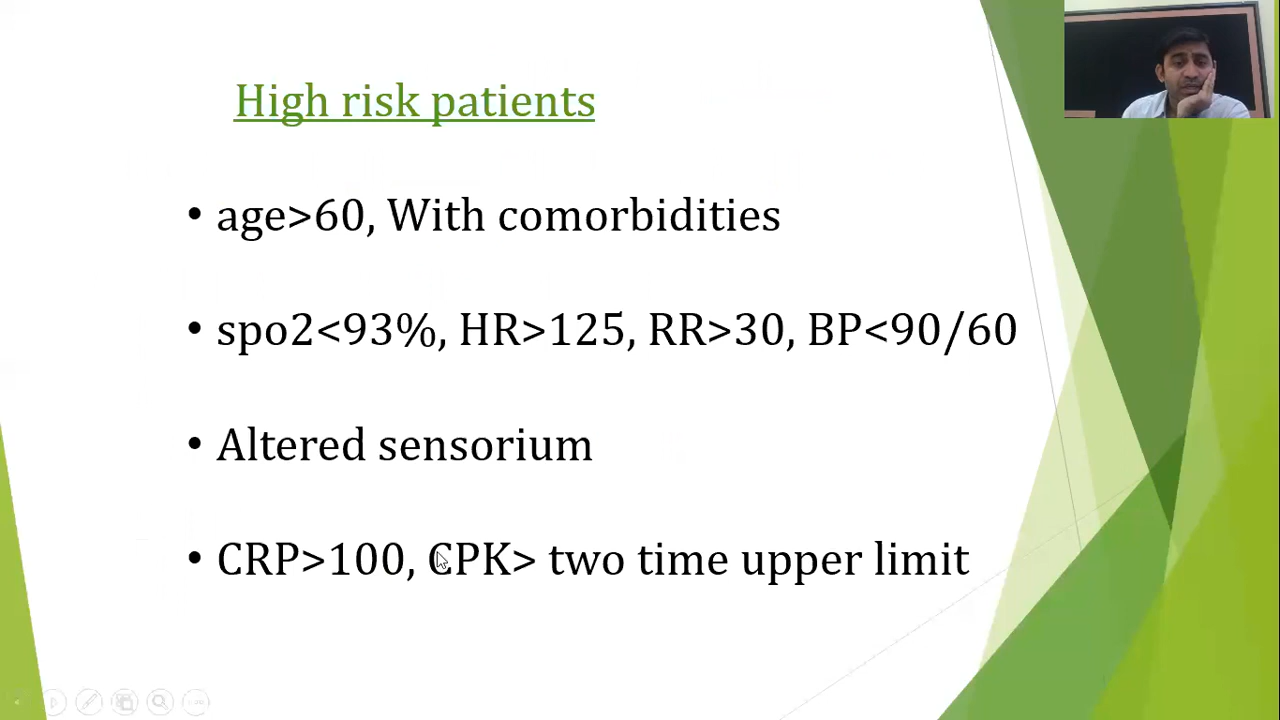 High risk patients
• age>60, With comorbidities
• spo2<93%, HR>125, RR>30, BP<90/60
• Altered sensorium
• CRP>100, CPK> two time upper limit